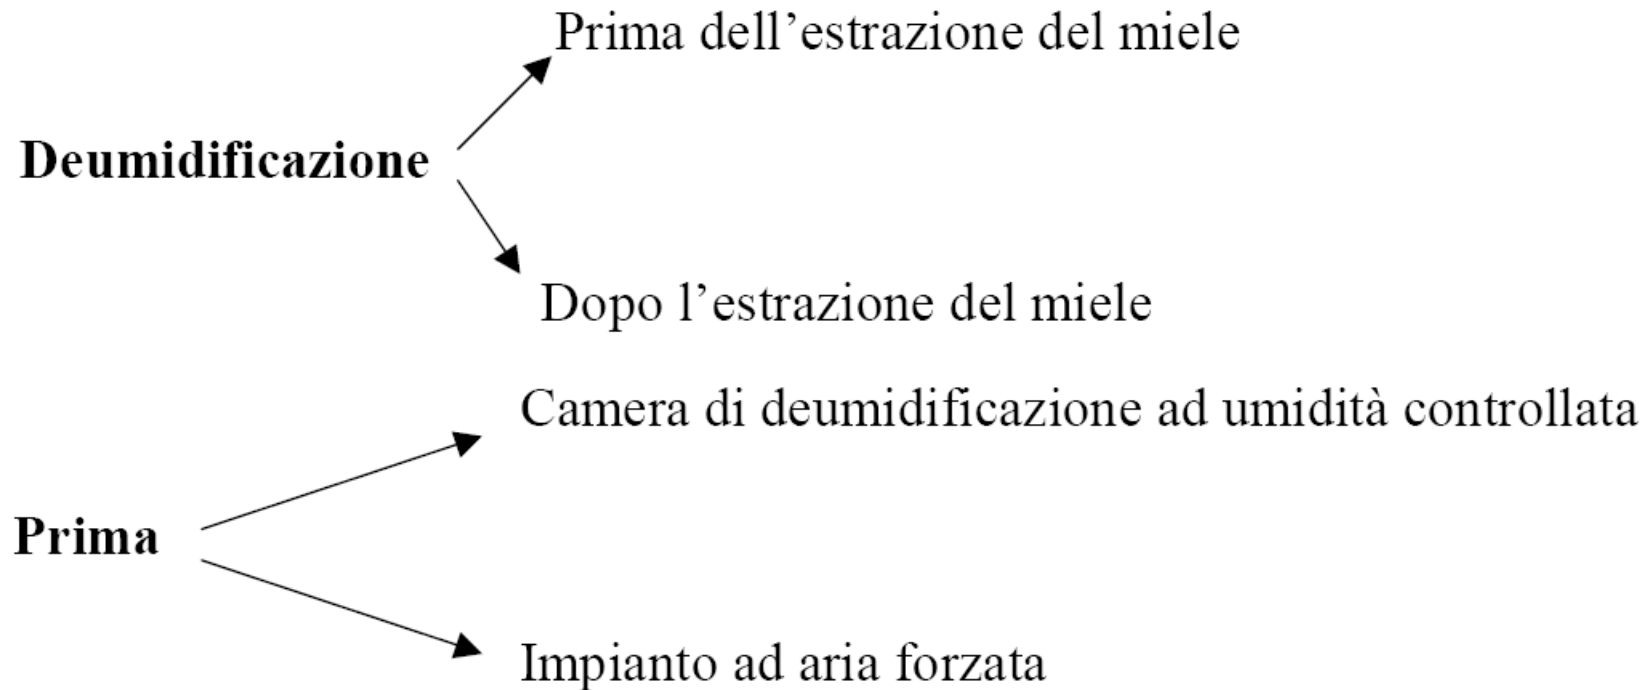 Prima dell’estrazione del miele
Deumidificazione
Dopo l’estrazione del miele
Camera di deumidificazione ad umidità controllata
Prima
Impianto ad aria forzata